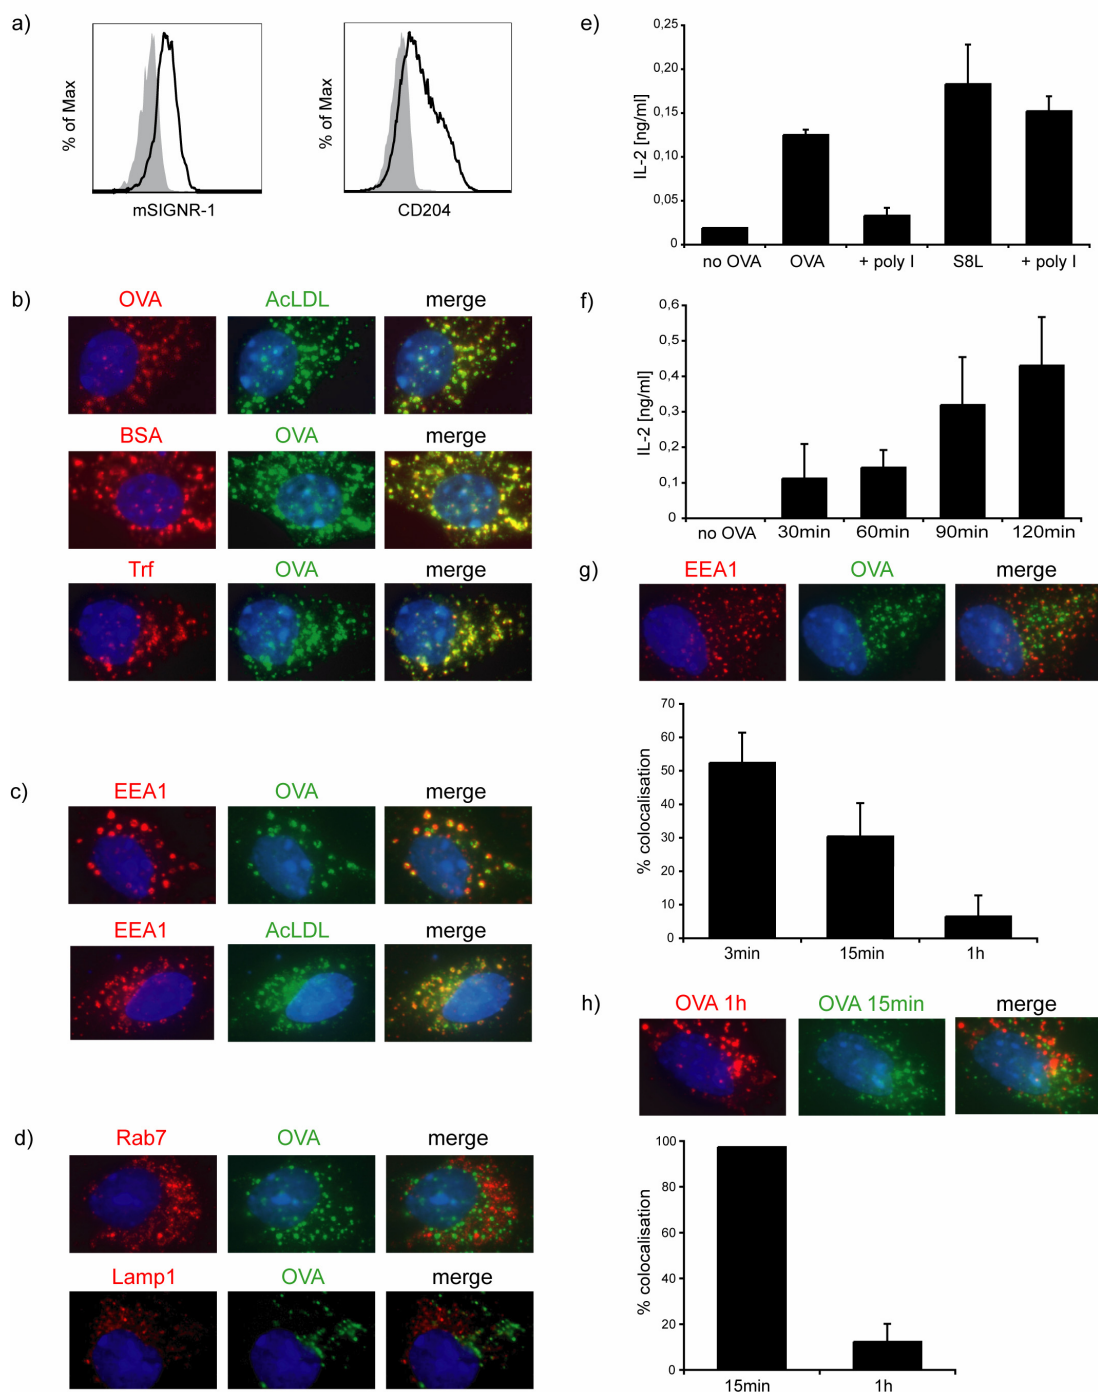 a)
% of Max
mSIGNR-1
% of Max
CD204
b)
OVA AcLDL merge
BSA OVA merge
Trf OVA merge
c)
EEA1 OVA merge
EEA1 AcLDL merge
d)
Rab7 OVA merge
Lamp1 OVA merge
e)
IL-2 [ng/ml]
0,25
0,20
0,15
0,10
0,05
0
no OVA OVA + poly I S8L + poly I
f)
IL-2 [ng/ml]
0,6
0,5
0,4
0,3
0,2
0,1
0
no OVA 30min 60min 90min 120min
g)
EEA1 OVA merge
% colocalisation
70
60
50
40
30
20
10
0
3min 15min 1h
h)
OVA 1h OVA 15min merge
% colocalisation
100
80
60
40
20
0
15min 1h